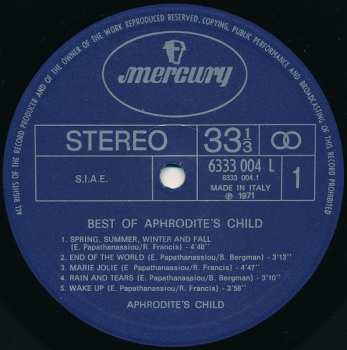 ALL RIGHTS OF THE RECORD PRODUCER AND OF THE OWNER OF THE WORK REPRODUCED RESERVED. COPYING, PUBLIC PERFORMANCE AND BROADCASTING OF THIS RECORD PROHIBITED
mercury
STEREO
33 1/3
S.I.A.E.
6333 004 L
6333 004.1
MADE IN ITALY
℗ 1971
1
BEST OF APHRODITE'S CHILD
1 SPRING, SUMMER, WINTER AND FALL
(E. Papathanassiou/R. Francis) - 4'48"
2 END OF THE WORLD (E. Papathanassiou/B. Bergman) - 3'13"
3 MARIE JOLIE (E. Papathanassiou/R. Francis) - 4'47"
4 RAIN AND TEARS (E. Papathanassiou/B. Bergman) - 3'10"
5 WAKE UP (E. Papathanassiou/R. Francis) - 3'58"
APHRODITE'S CHILD